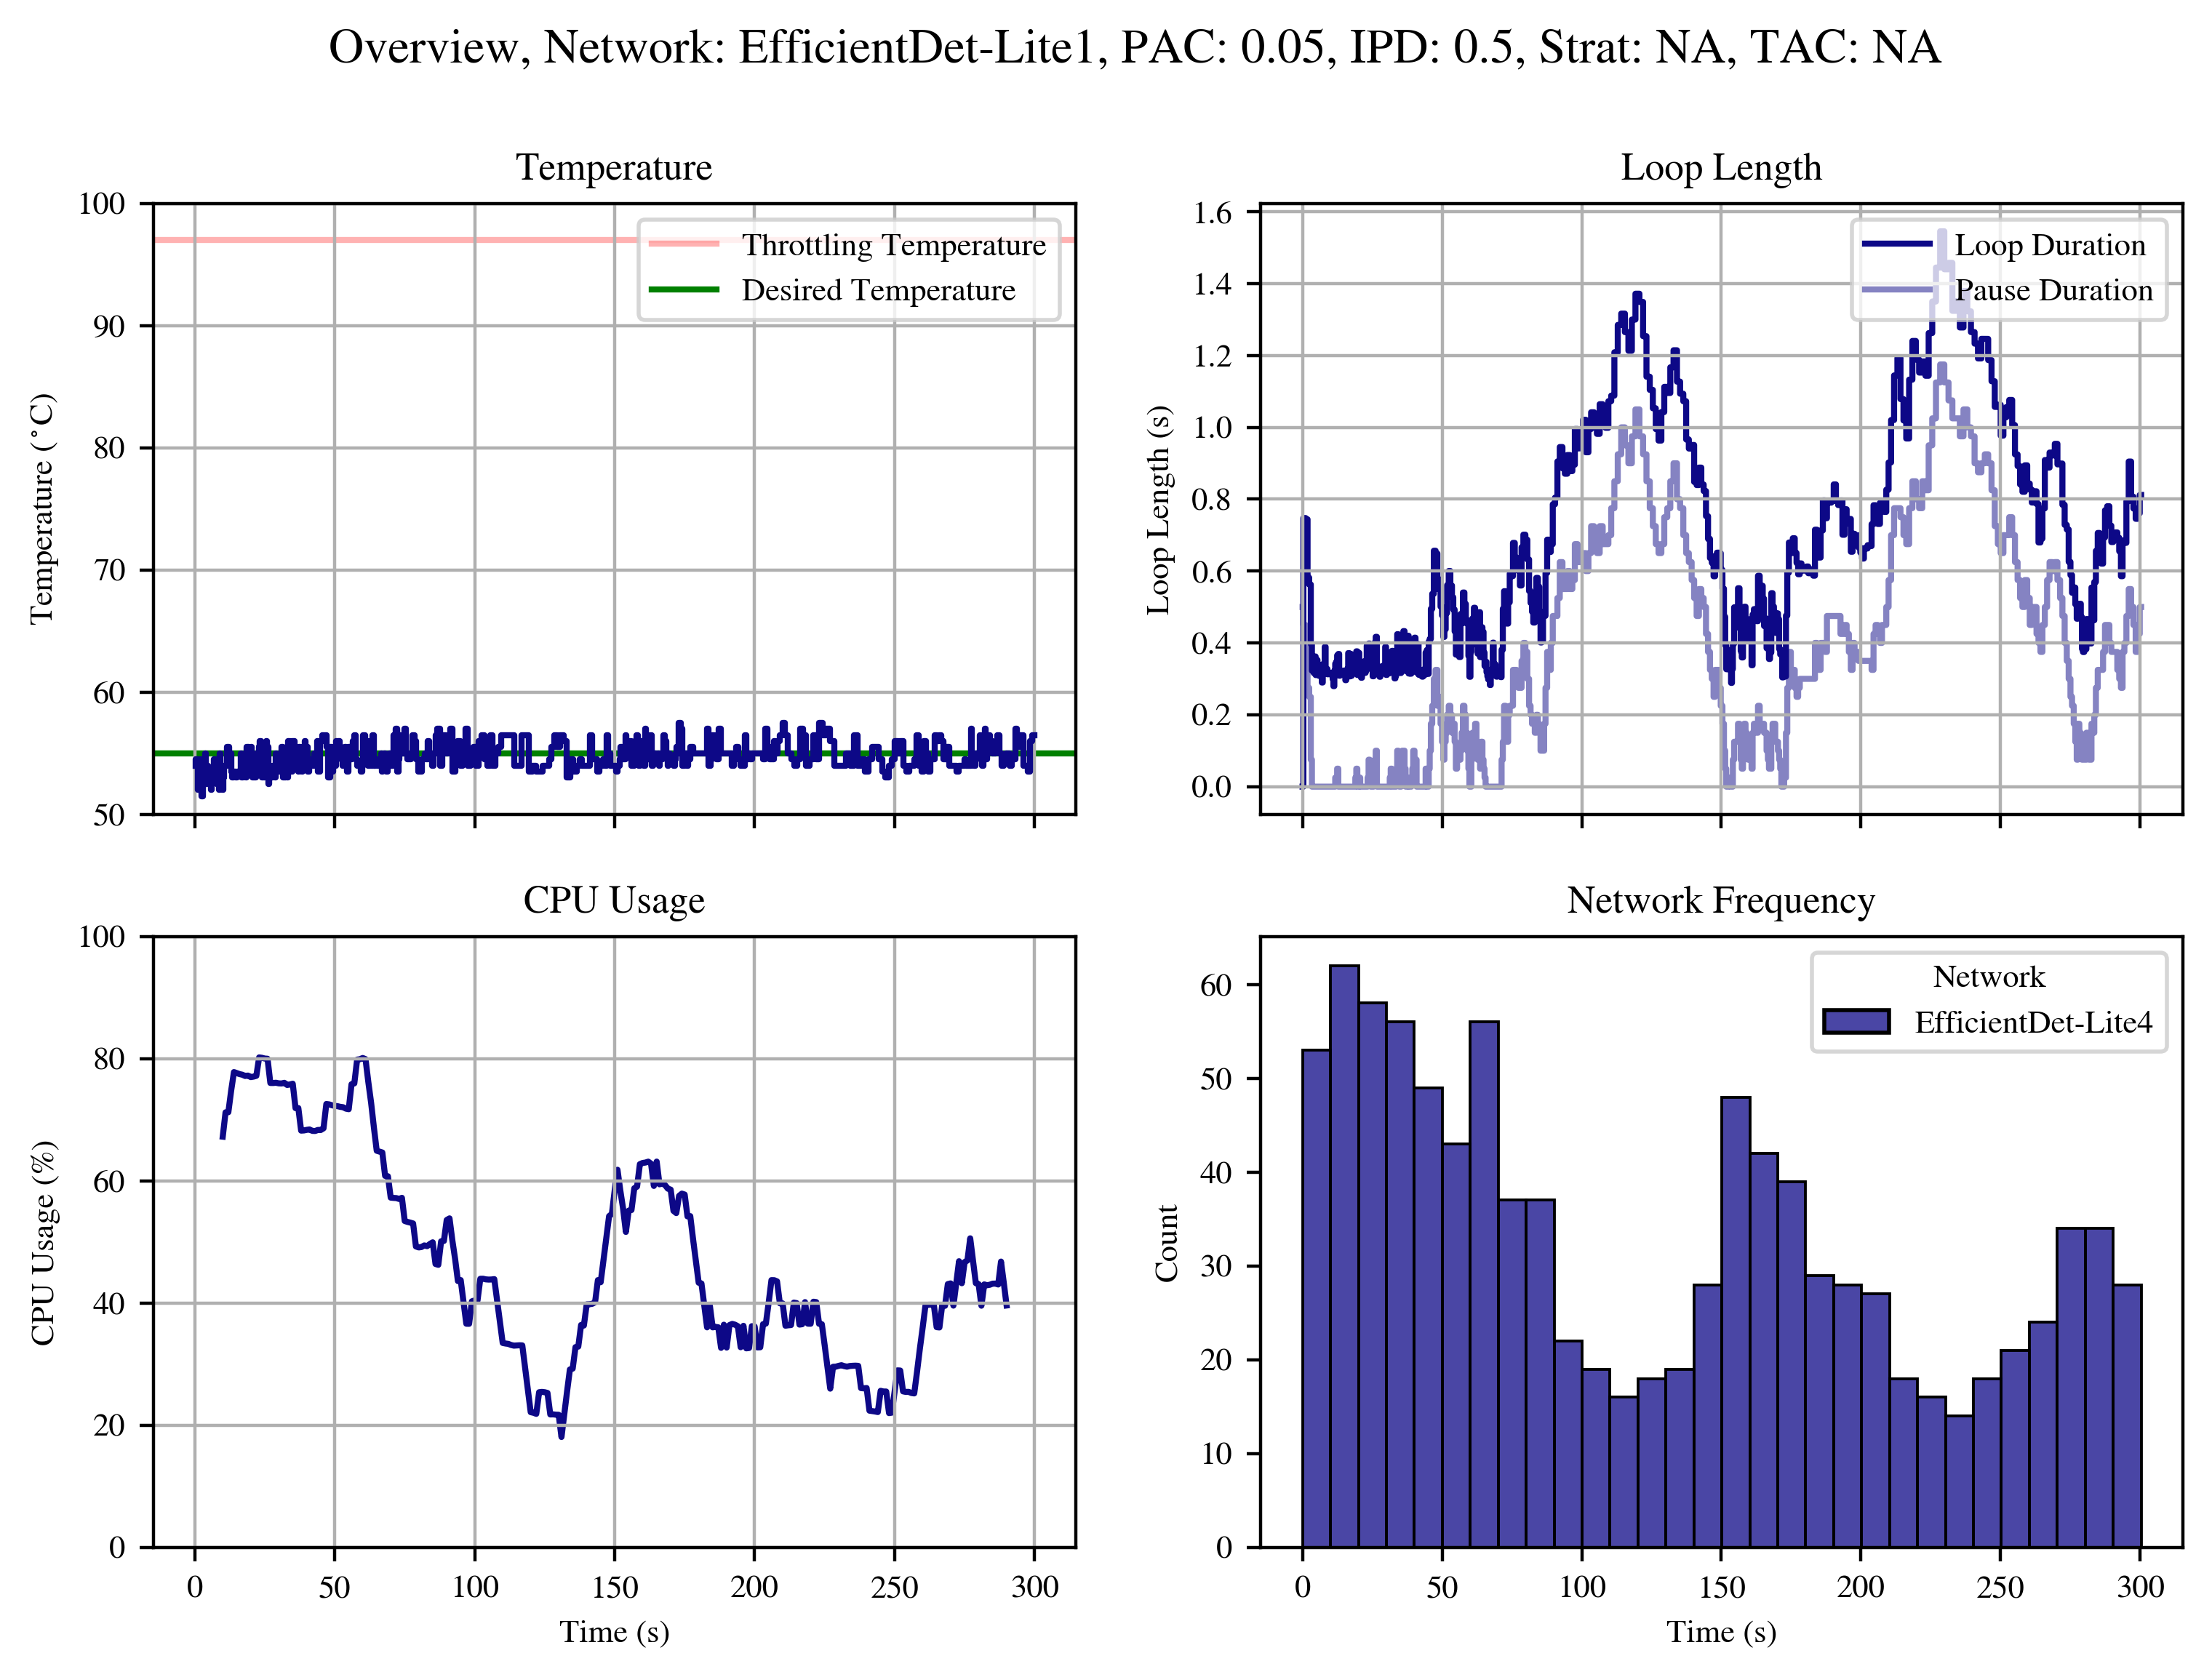 Overview, Network: EfficientDet-Lite1, PAC: 0.05, IPD: 0.5, Strat: NA, TAC: NA
Temperature
100
90
80
70
60
50
Temperature (°C)
Throttling Temperature
Desired Temperature
Loop Length
1.6
1.4
1.2
1.0
0.8
0.6
0.4
0.2
0.0
Loop Length (s)
Loop Duration
Pause Duration
CPU Usage
100
80
60
40
20
0
CPU Usage (%)
0 50 100 150 200 250 300
Time (s)
Network Frequency
60
50
40
30
20
10
0
Count
Network
EfficientDet-Lite4
0 50 100 150 200 250 300
Time (s)